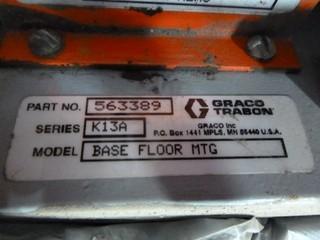 PART NO. 563389
GRACO
TRABON
SERIES K13A
GRACO Inc
P.O. Box 1441 MPLS, MN 55440 U.S.A.
MODEL BASE FLOOR MTG